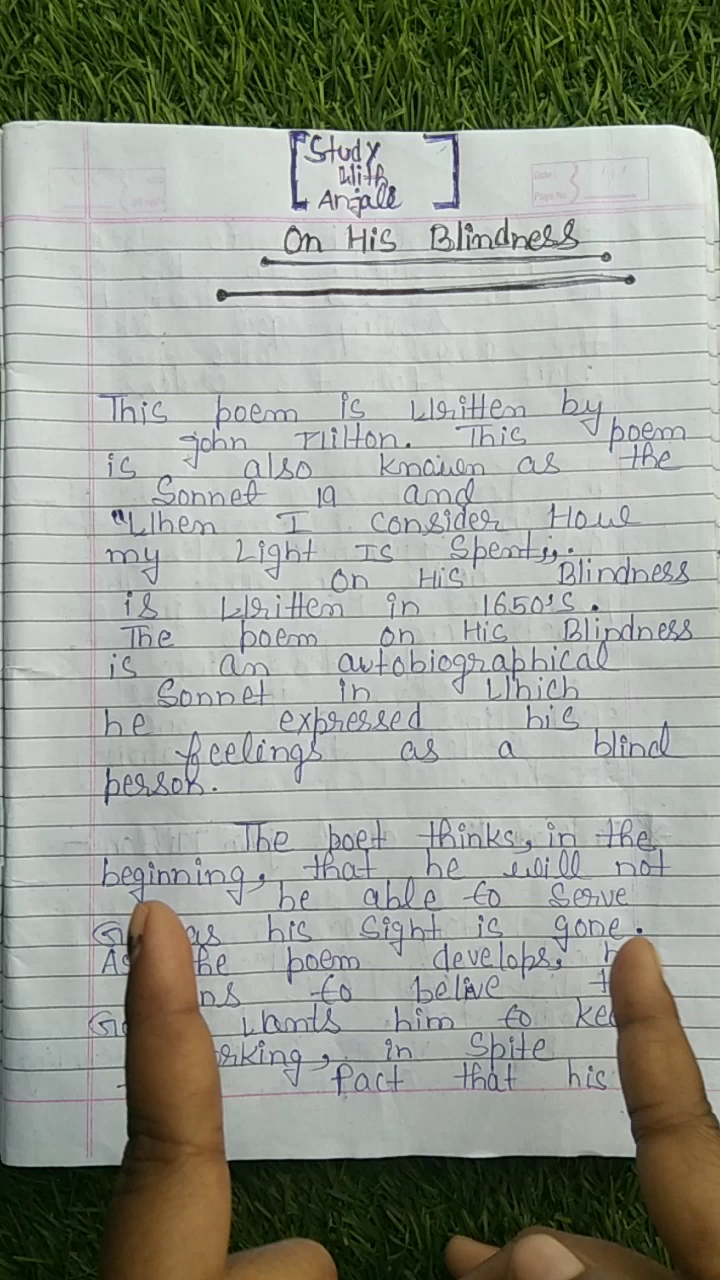 Study
With
Anjali
On His Blindness
This poem is written by
john Milton. This poem
is also known as the
Sonnet 19 and
"When I consider How
my Light Is Spent".
On His Blindness
is written in 1650's.
The poem on His Blindness
is an autobiographical
Sonnet in Which
he expressed his
feelings as a blind
person.
The poet thinks, in the
beginning, that he will not
be able to Serve
as his Sight is gone.
poem develops,
to belive
wants him to
in Spite
Fact that his